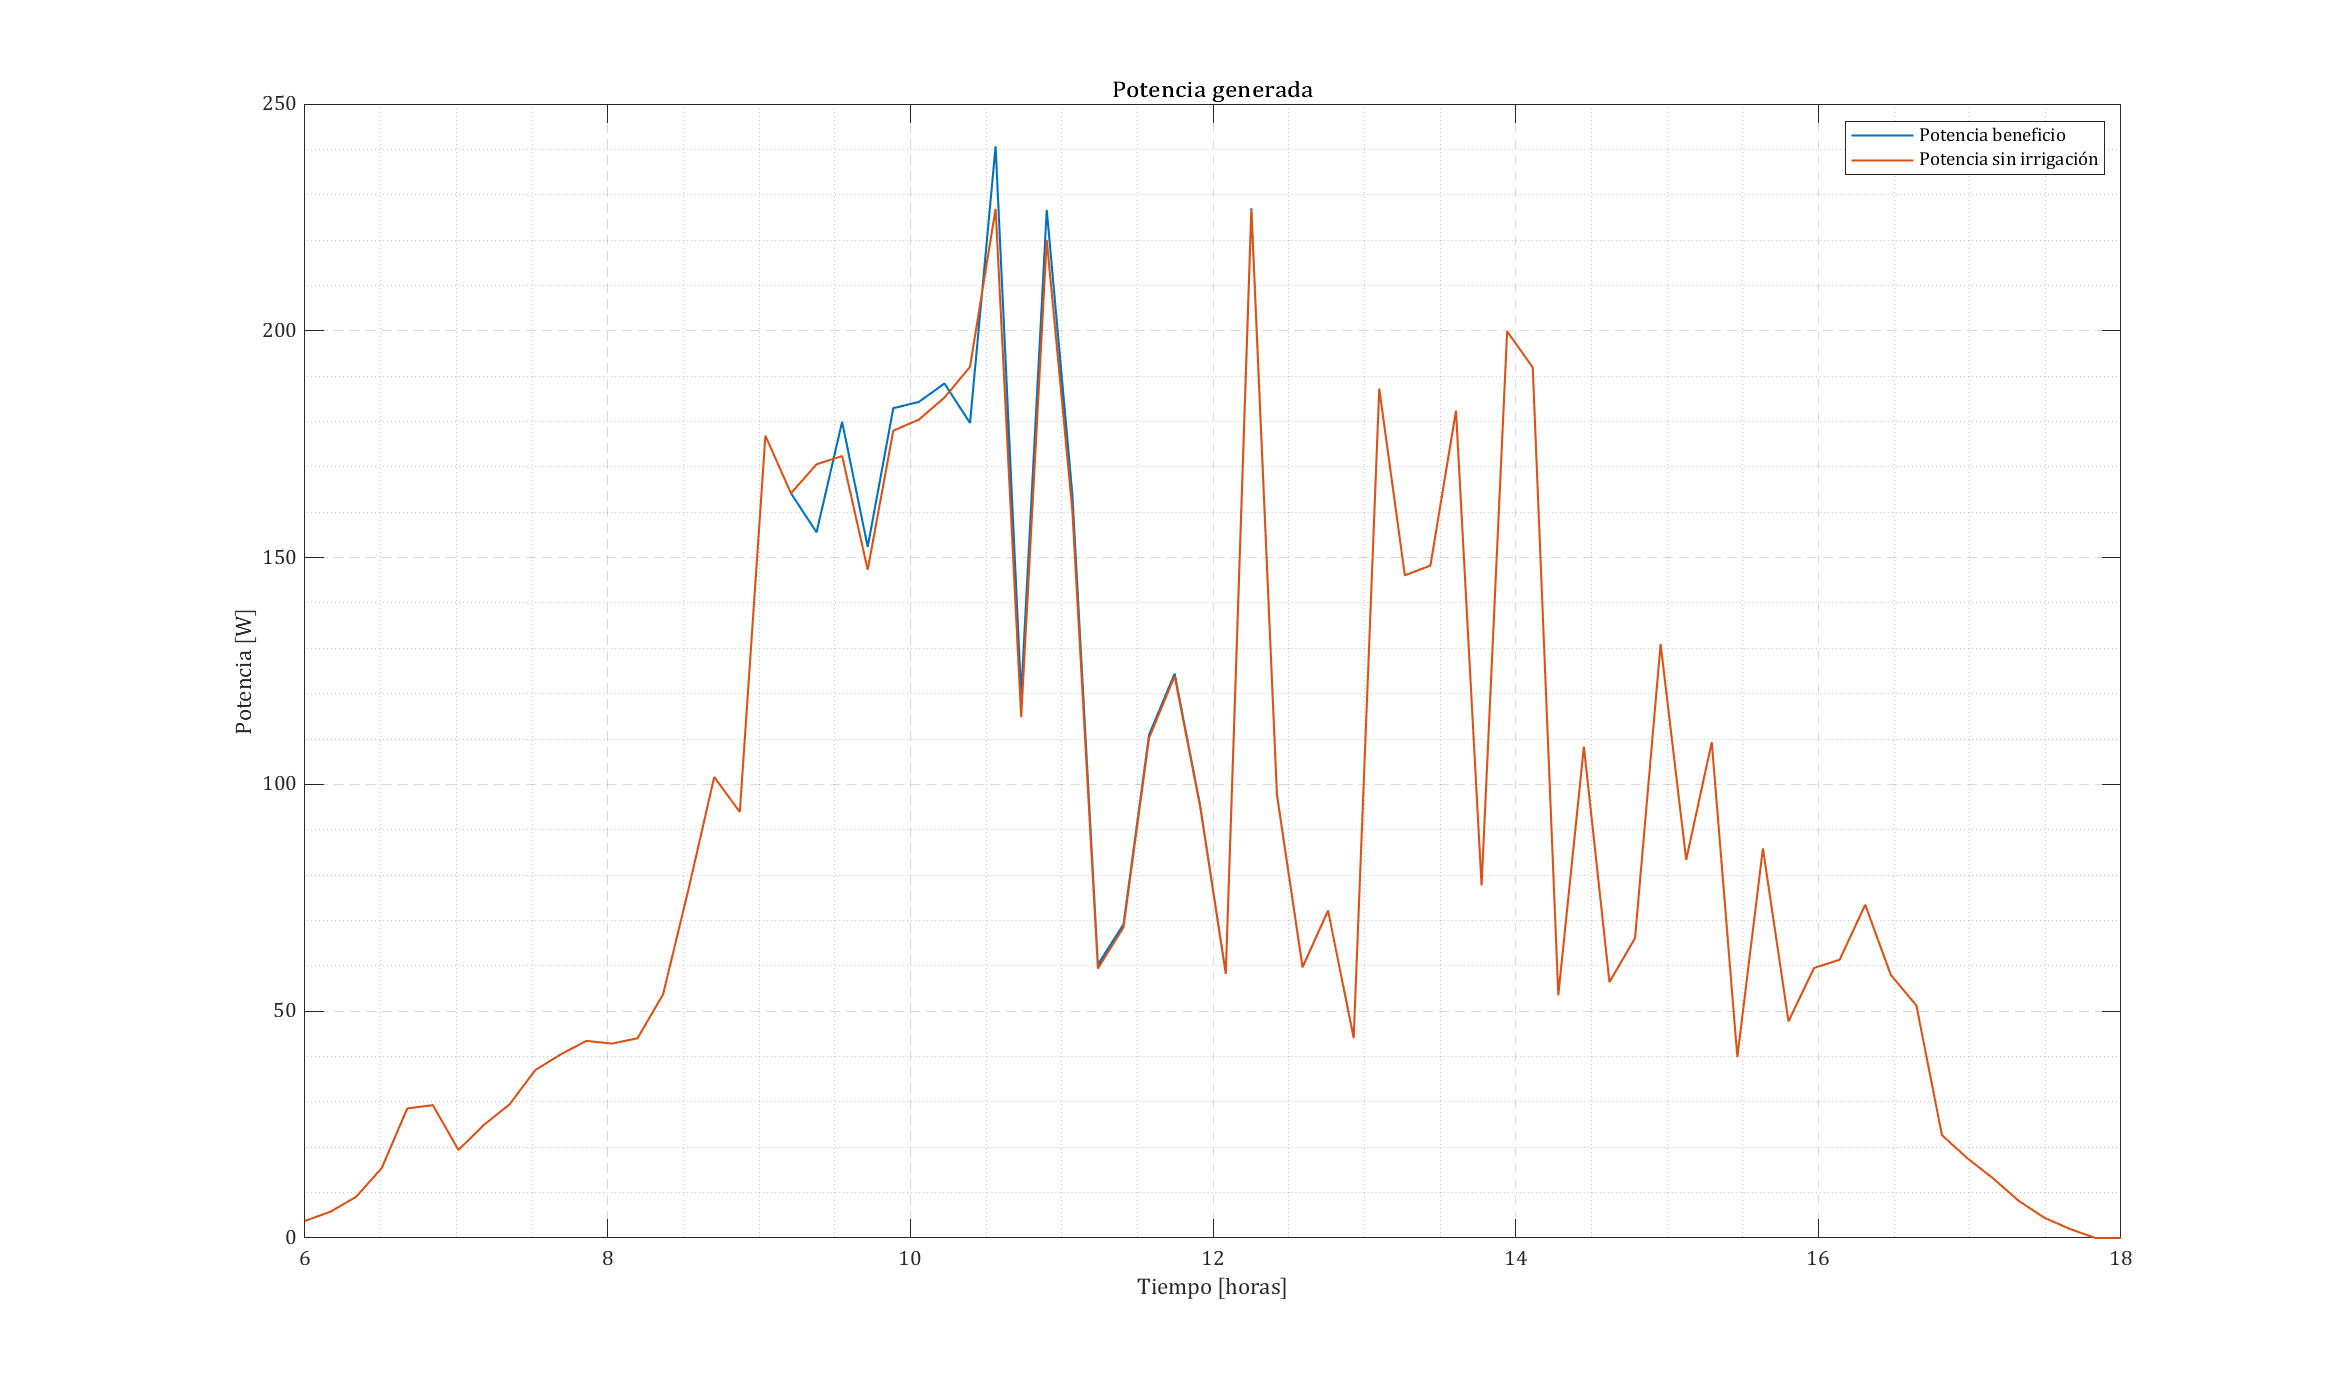 Potencia generada
250
200
150
100
50
0
Potencia [W]
Potencia beneficio
Potencia sin irrigación
6 8 10 12 14 16 18
Tiempo [horas]